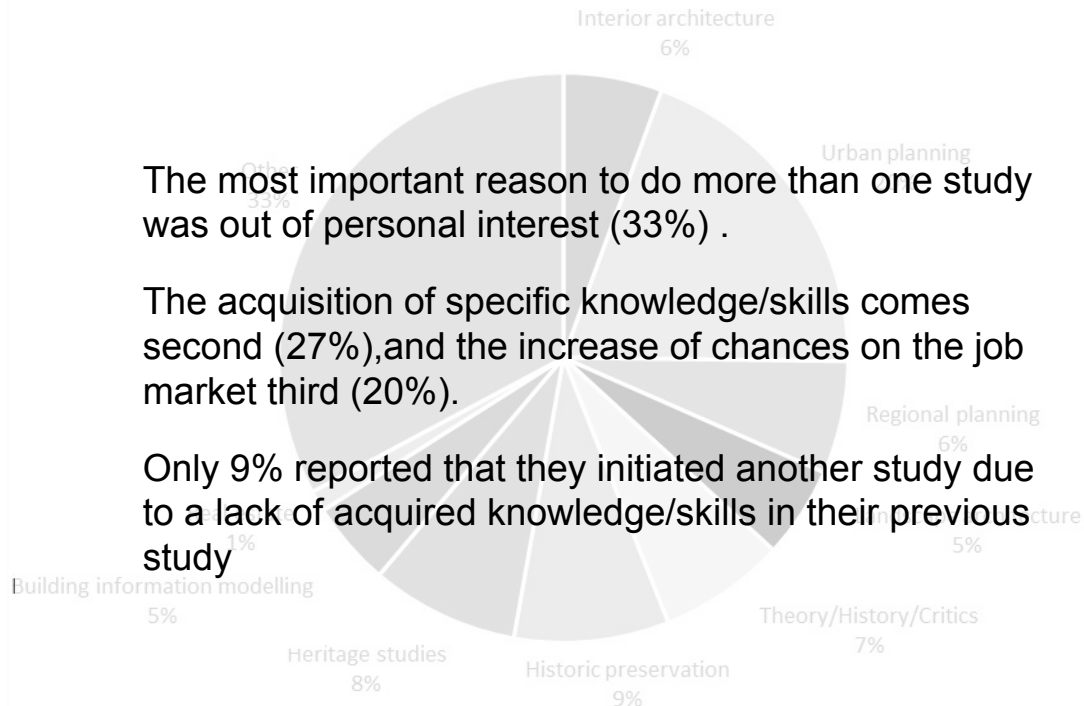 Interior architecture
6%
Urban planning
Other
33%
The most important reason to do more than one study
was out of personal interest (33%) .
The acquisition of specific knowledge/skills comes
second (27%),and the increase of chances on the job
market third (20%).
Regional planning
6%
Only 9% reported that they initiated another study due
to a lack of acquired knowledge/skills in their previous
study
5%
1%
Building information modelling
5%
Theory/History/Critics
7%
Heritage studies
8%
Historic preservation
9%